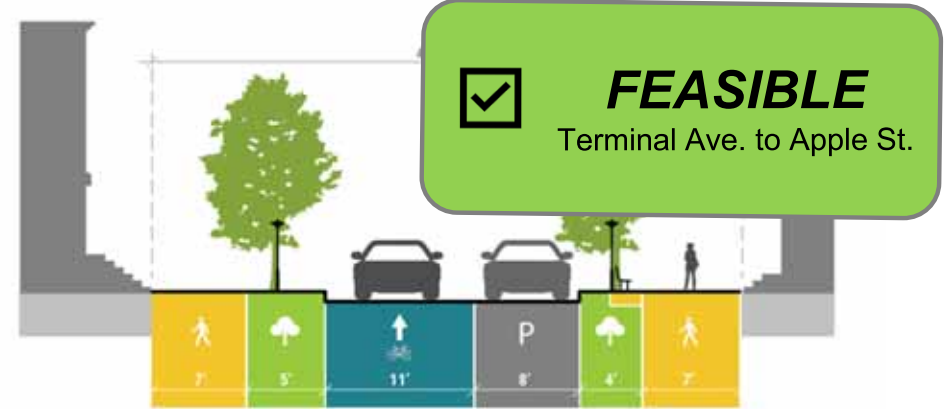 FEASIBLE
Terminal Ave. to Apple St.
P
7' 5' 11' 8' 4' 7'